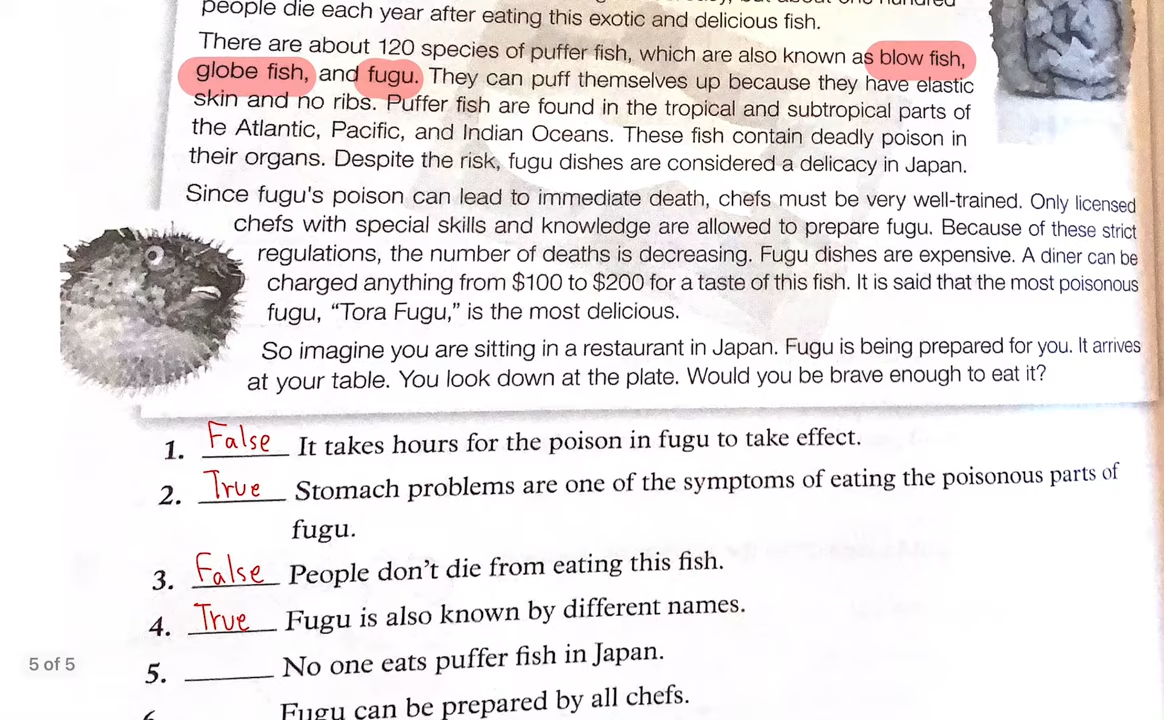 people die each year after eating this exotic and delicious fish.
There are about 120 species of puffer fish, which are also known as blow fish,
globe fish, and fugu. They can puff themselves up because they have elastic
skin and no ribs. Puffer fish are found in the tropical and subtropical parts of
the Atlantic, Pacific, and Indian Oceans. These fish contain deadly poison in
their organs. Despite the risk, fugu dishes are considered a delicacy in Japan.
Since fugu's poison can lead to immediate death, chefs must be very well-trained. Only licensed
chefs with special skills and knowledge are allowed to prepare fugu. Because of these strict
regulations, the number of deaths is decreasing. Fugu dishes are expensive. A diner can be
charged anything from $100 to $200 for a taste of this fish. It is said that the most poisonous
fugu, “Tora Fugu,” is the most delicious.
So imagine you are sitting in a restaurant in Japan. Fugu is being prepared for you. It arrives
at your table. You look down at the plate. Would you be brave enough to eat it?
1. False It takes hours for the poison in fugu to take effect.
2. True Stomach problems are one of the symptoms of eating the poisonous parts of
fugu.
3. False People don't die from eating this fish.
4. True Fugu is also known by different names.
5 of 5
5. No one eats puffer fish in Japan.
Fugu can be prepared by all chefs.